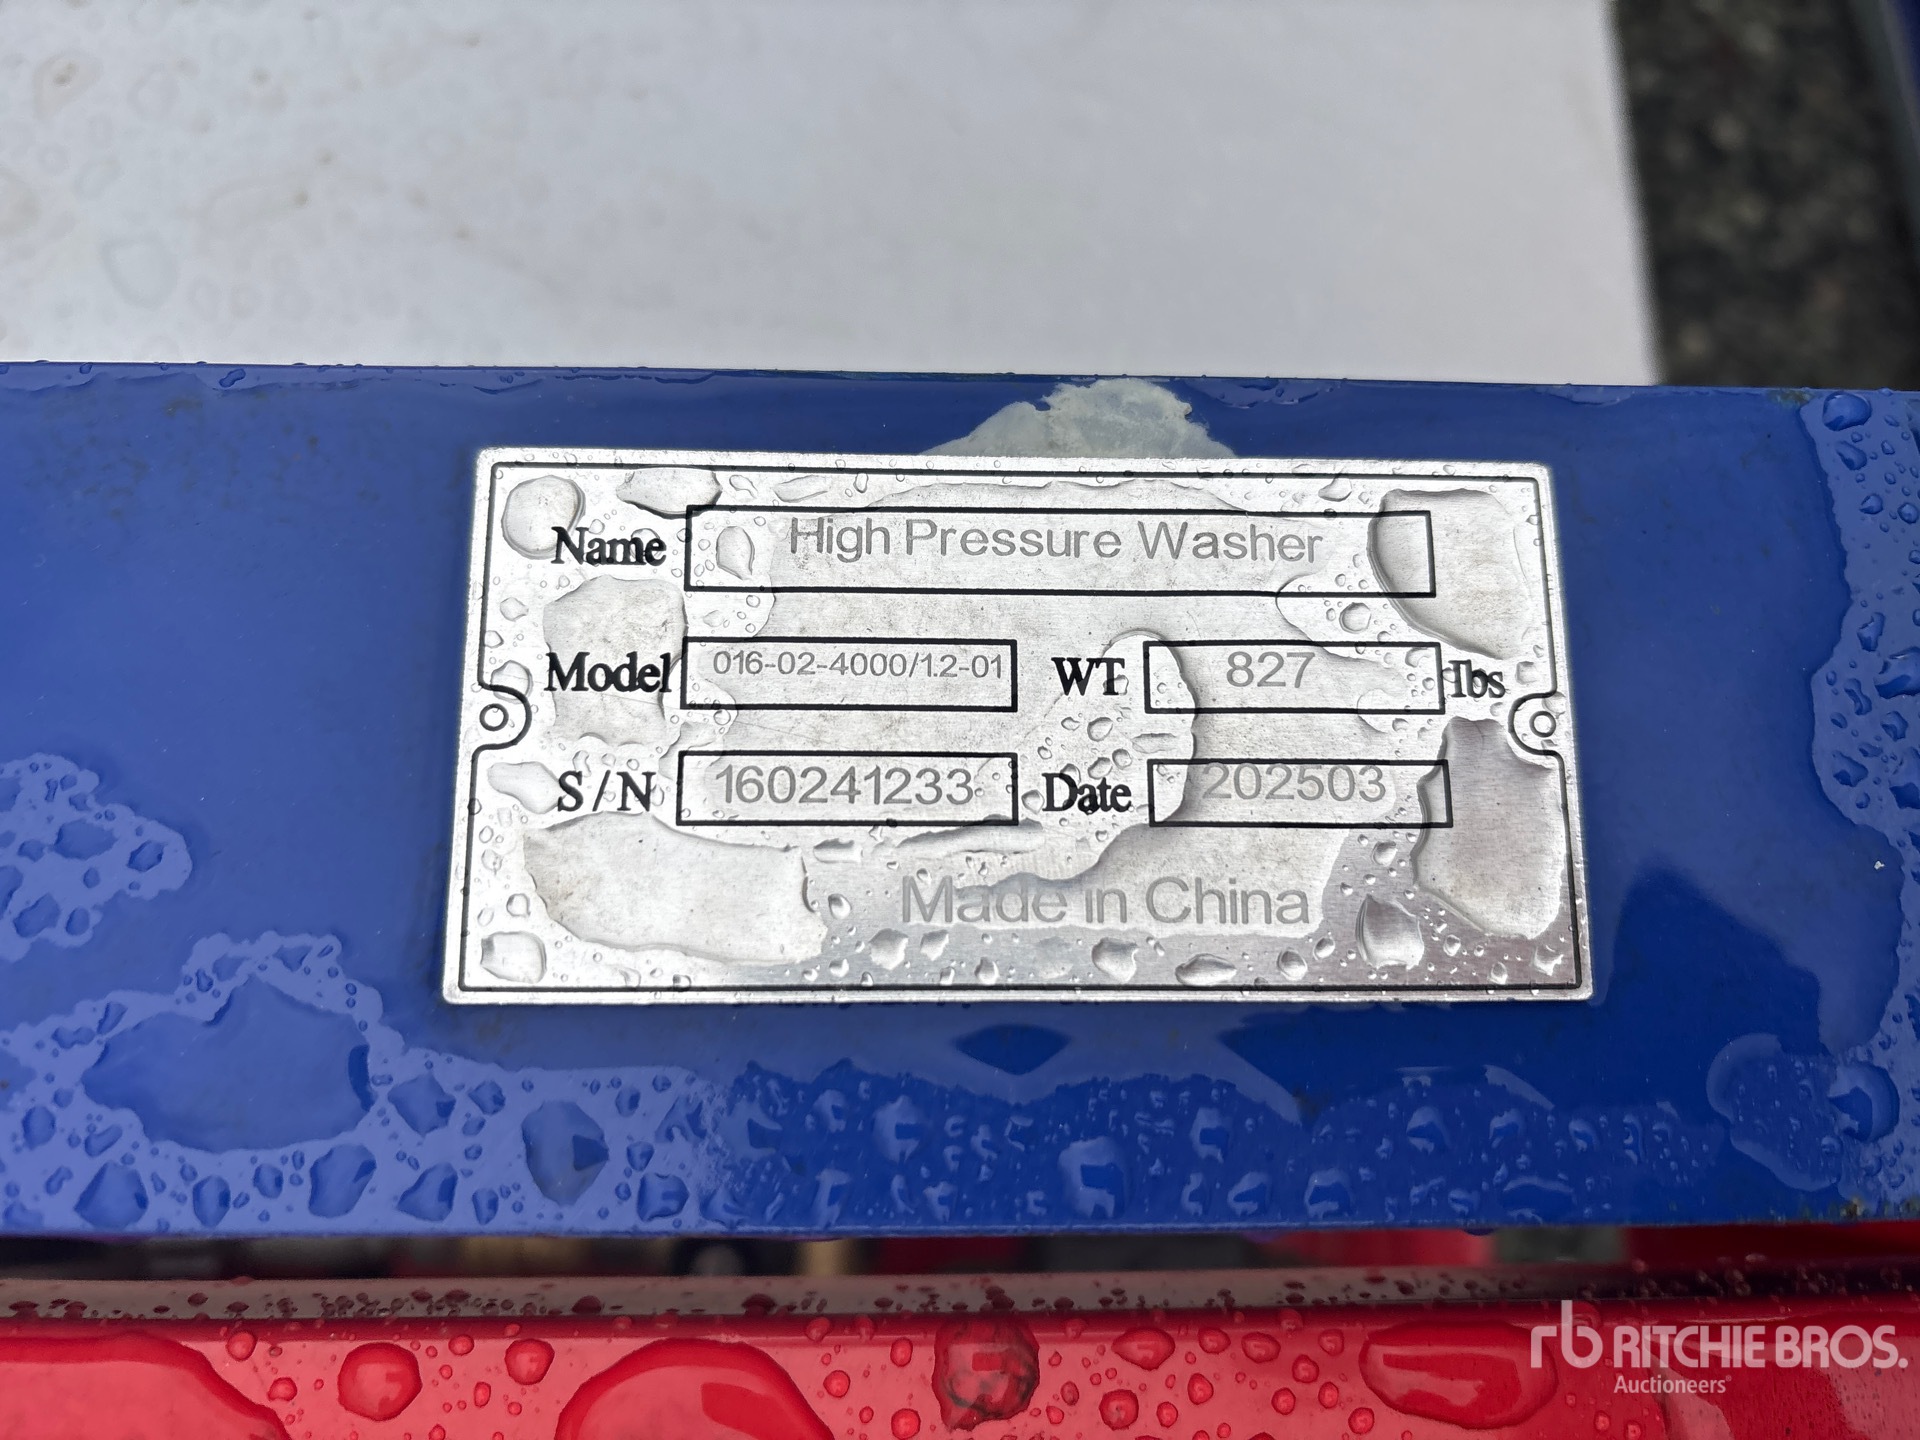 Name High Pressure Washer
Model 016-02-4000/1.2-01 WT 827 lbs
S/N 160241233 Date 202503
Made in China
rb RITCHIE BROS.
Auctioneers